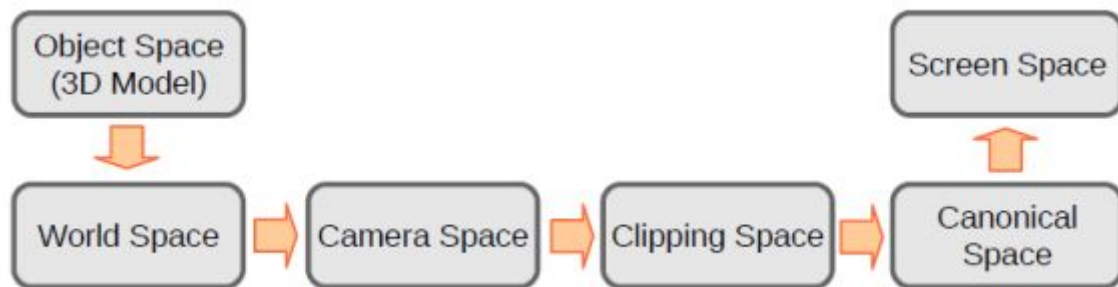 Object Space
(3D Model)
World Space
Camera Space
Clipping Space
Canonical
Space
Screen Space